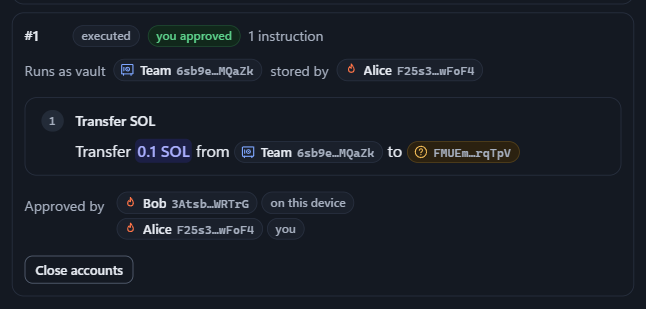 #1 executed you approved 1 instruction
Runs as vault Team 6sb9e…MQaZk stored by Alice F25s3…wFoF4
1 Transfer SOL
Transfer 0.1 SOL from Team 6sb9e…MQaZk to FMUEm…rqTpV
Approved by Bob 3Atsb…WRTrG on this device
Alice F25s3…wFoF4 you
Close accounts